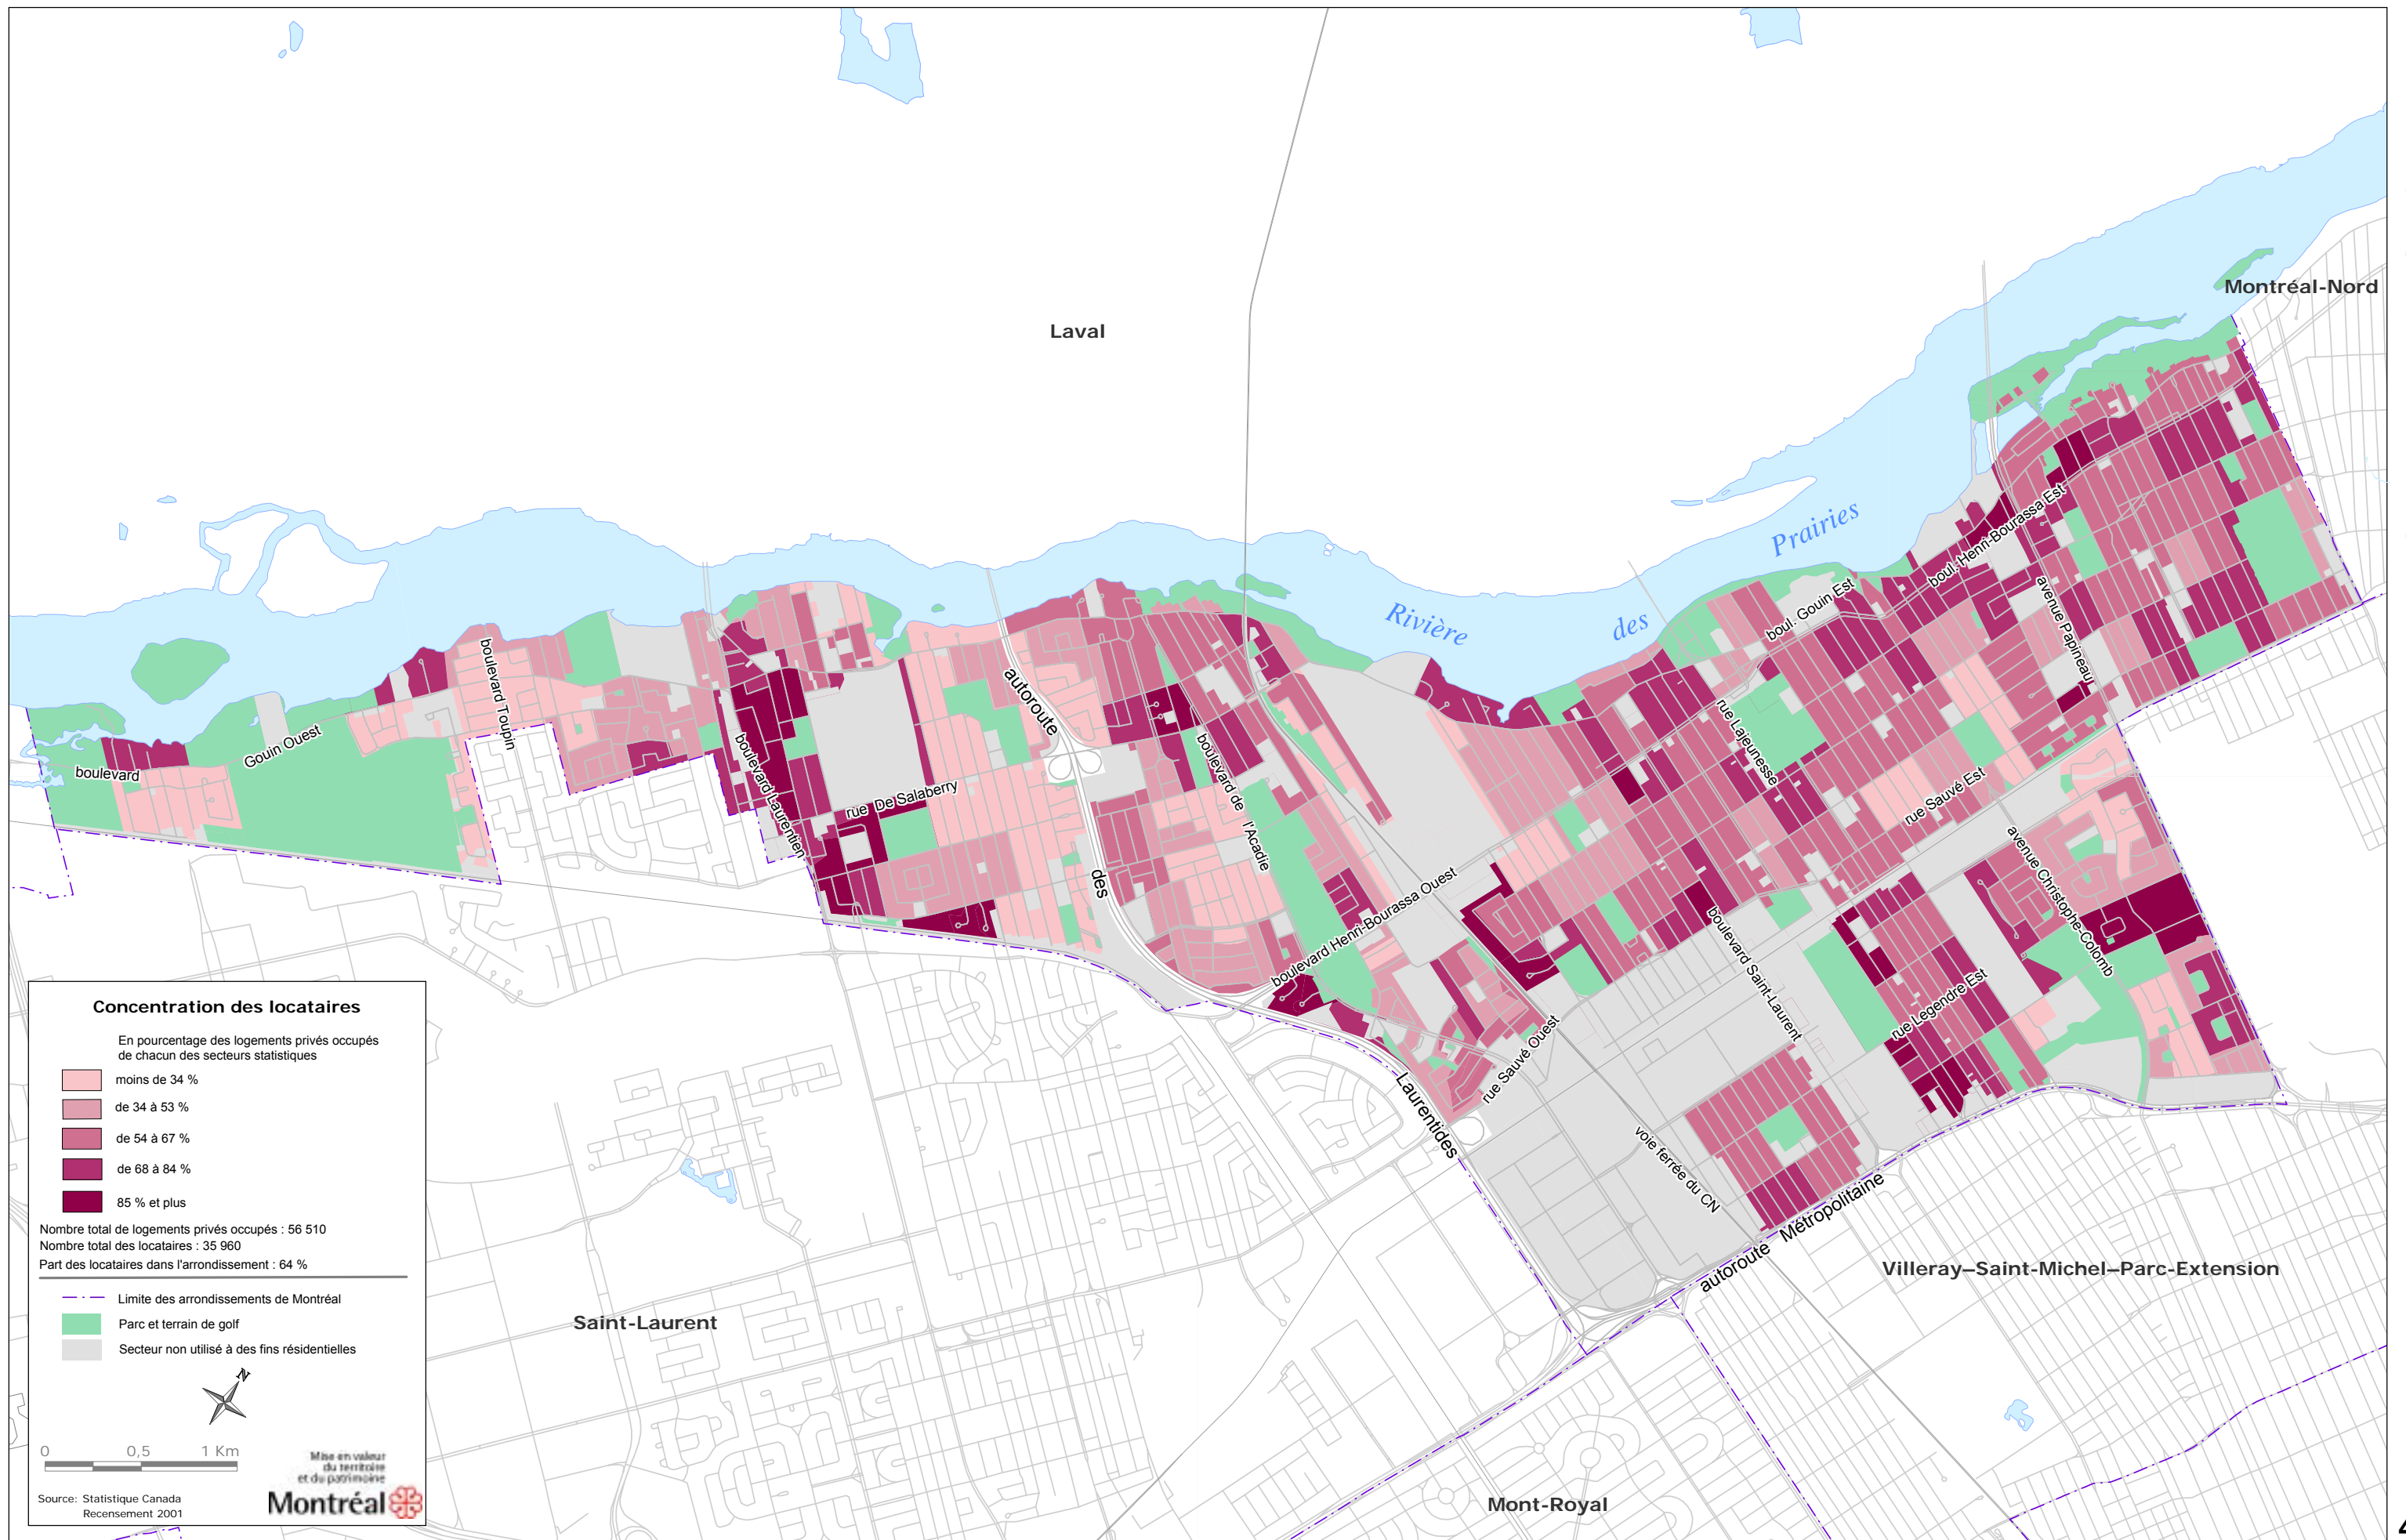 Laval
Montréal-Nord
Rivière
des
Prairies
boulevard
Gouin Ouest
boulevard Toupin
boulevard Laurentien
rue De Salaberry
autoroute
des
Laurentides
boulevard de
l'Acadie
boulevard Henri-Bourassa Ouest
rue Sauvé Ouest
boul. Gouin Est
boul. Henri-Bourassa Est
rue Lajeunesse
avenue Papineau
rue Sauvé Est
avenue Christophe-Colomb
boulevard Saint-Laurent
rue Legendre Est
voie ferrée du CN
autoroute Métropolitaine
Villeray–Saint-Michel–Parc-Extension
Saint-Laurent
Mont-Royal
Concentration des locataires
En pourcentage des logements privés occupés
de chacun des secteurs statistiques
moins de 34 %
de 34 à 53 %
de 54 à 67 %
de 68 à 84 %
85 % et plus
Nombre total de logements privés occupés : 56 510
Nombre total des locataires : 35 960
Part des locataires dans l'arrondissement : 64 %
Limite des arrondissements de Montréal
Parc et terrain de golf
Secteur non utilisé à des fins résidentielles
N
0 0,5 1 Km
Mise en valeur
du territoire
et du patrimoine
Montréal
Source: Statistique Canada
Recensement 2001